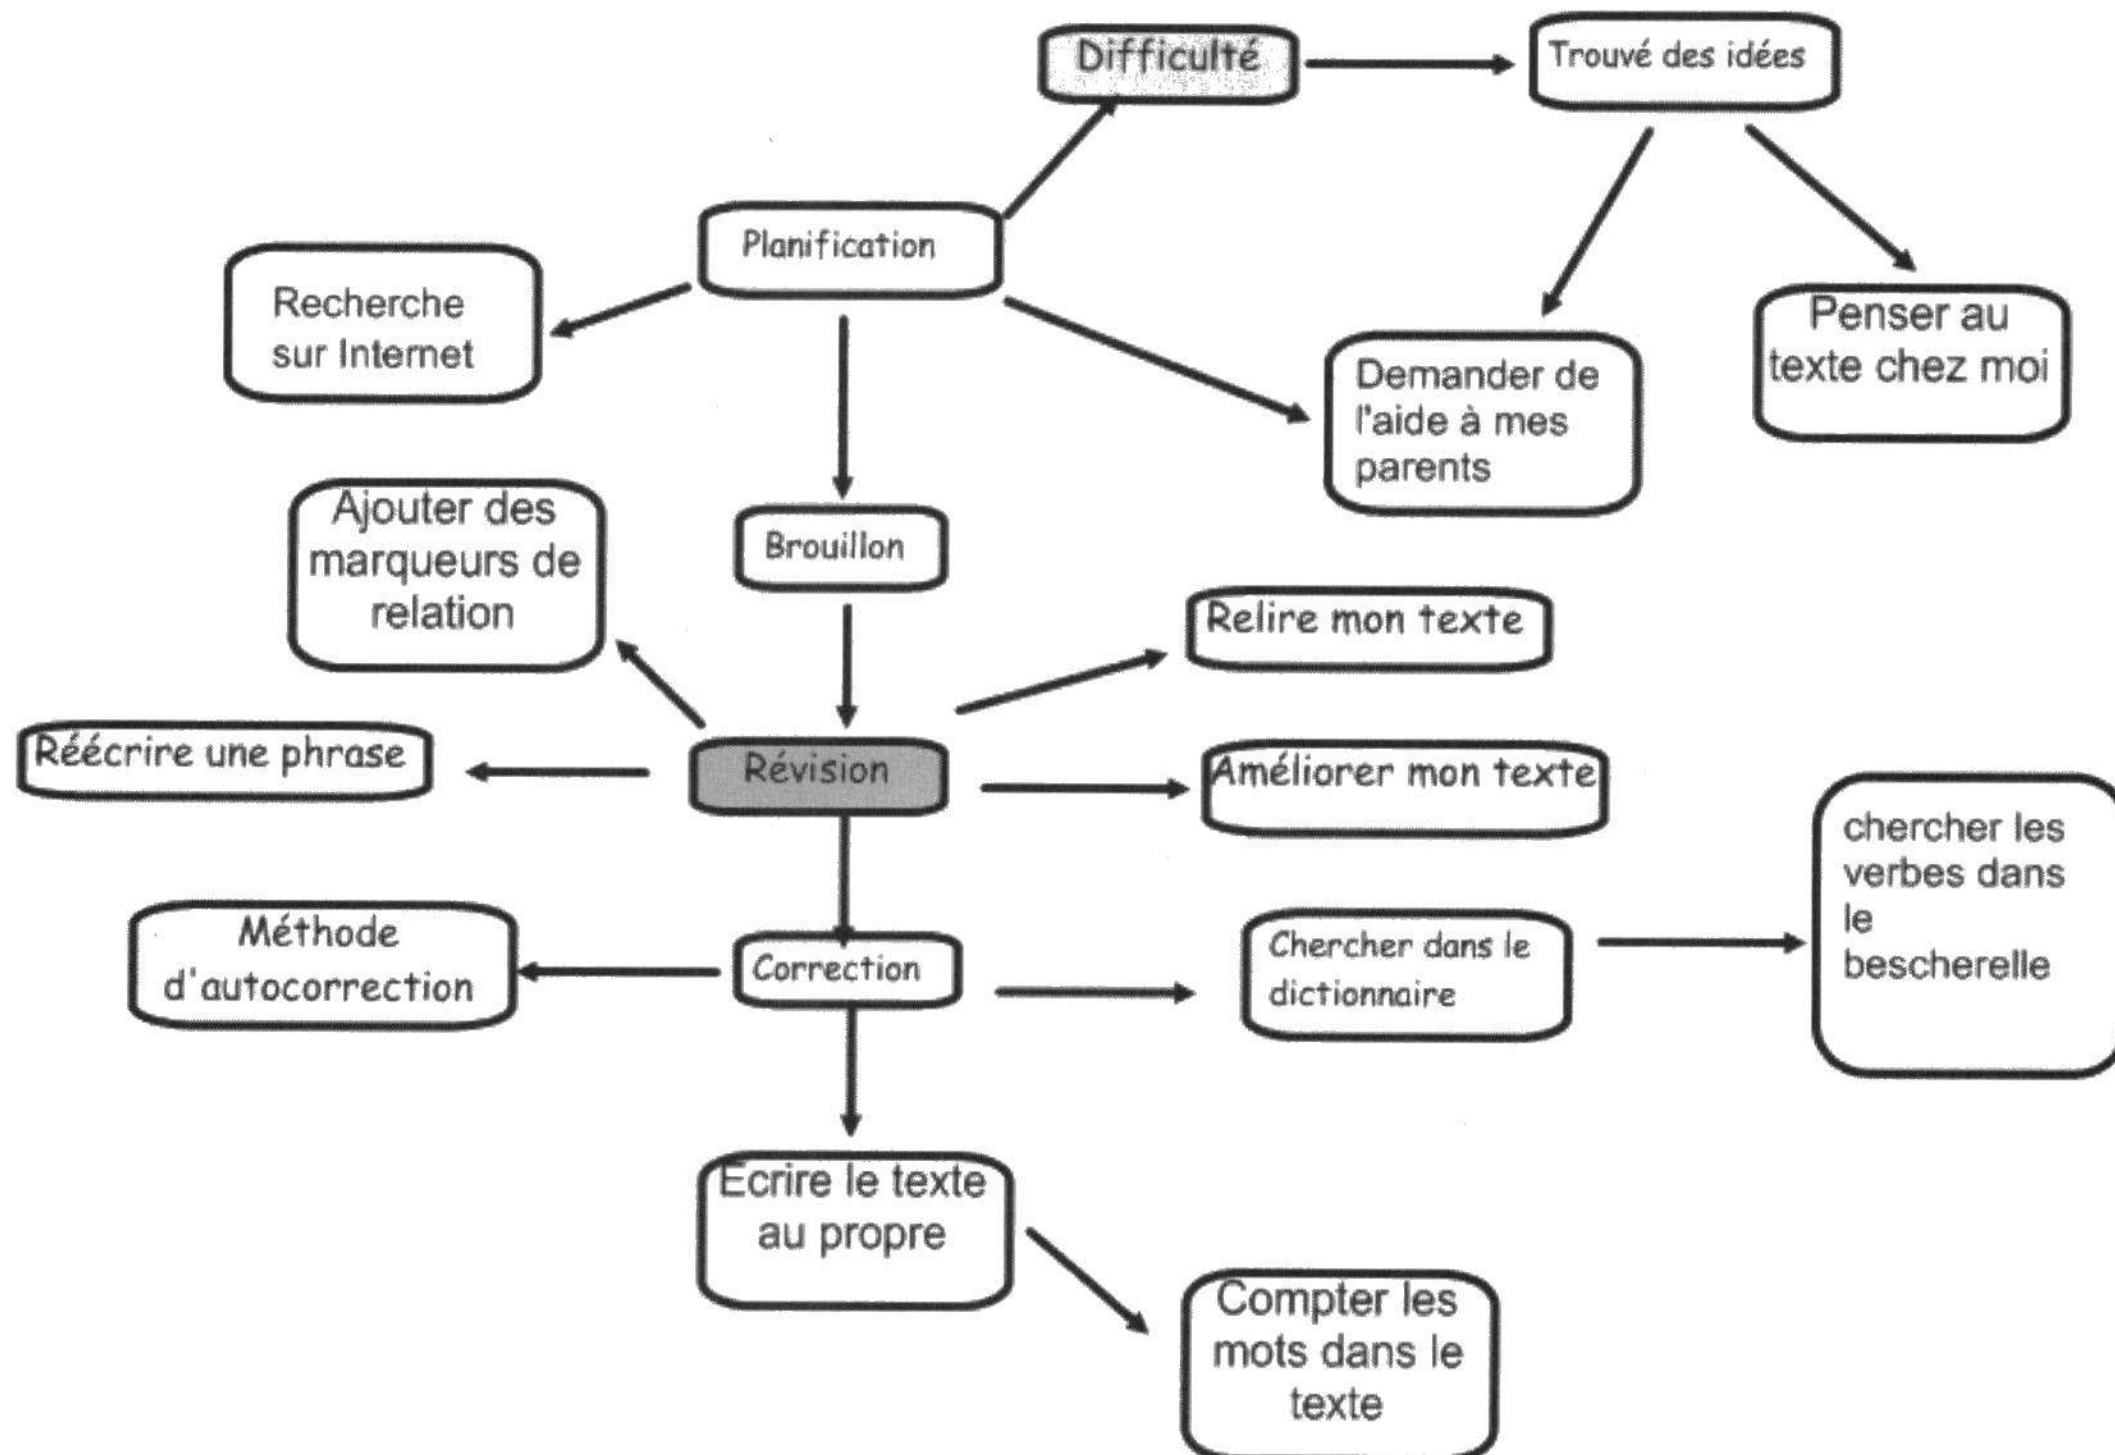 Difficulté
Trouvé des idées
Planification
Recherche
sur Internet
Penser au
texte chez moi
Demander de
l'aide à mes
parents
Ajouter des
marqueurs de
relation
Brouillon
Relire mon texte
Réécrire une phrase
Révision
Améliorer mon texte
chercher les
verbes dans
le
bescherelle
Méthode
d'autocorrection
Correction
Chercher dans le
dictionnaire
Ecrire le texte
au propre
Compter les
mots dans le
texte